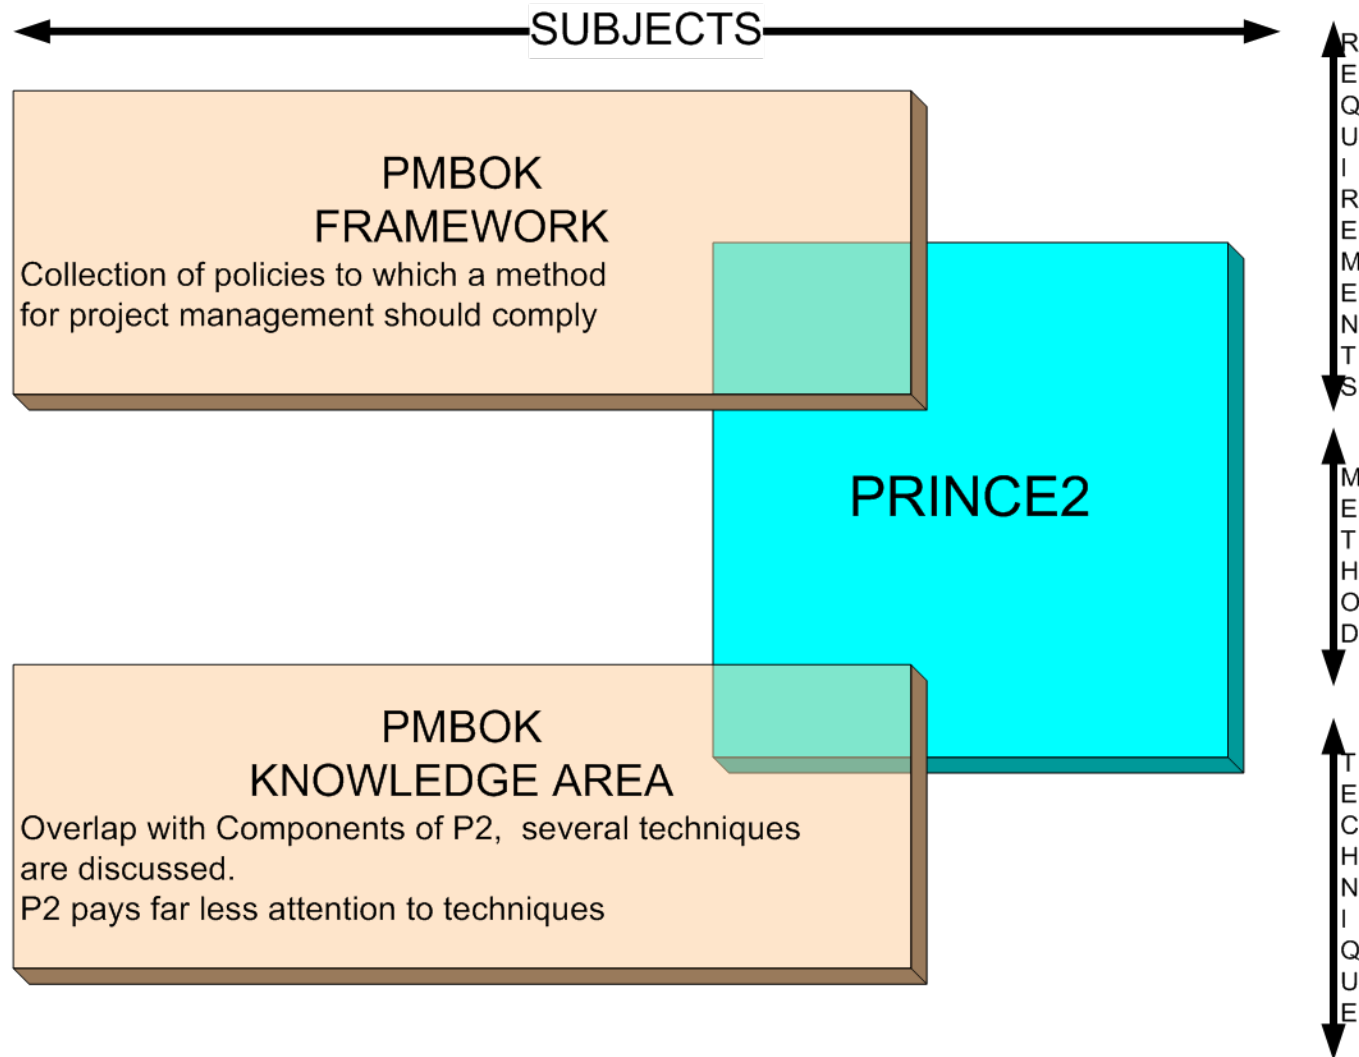 SUBJECTS
PMBOK
FRAMEWORK
Collection of policies to which a method
for project management should comply
PRINCE2
PMBOK
KNOWLEDGE AREA
Overlap with Components of P2,  several techniques
are discussed.
P2 pays far less attention to techniques
REQUIREMENTS
METHOD
TECHNIQUE